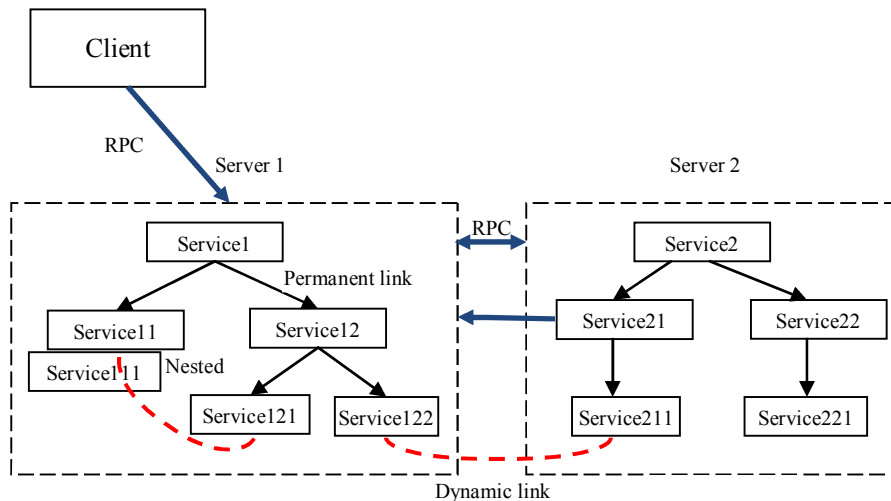 Client
RPC
Server 1
Server 2
Service1
RPC
Service2
Permanent link
Service11
Service12
Service21
Service22
Service111
Nested
Service121
Service122
Service211
Service221
Dynamic link